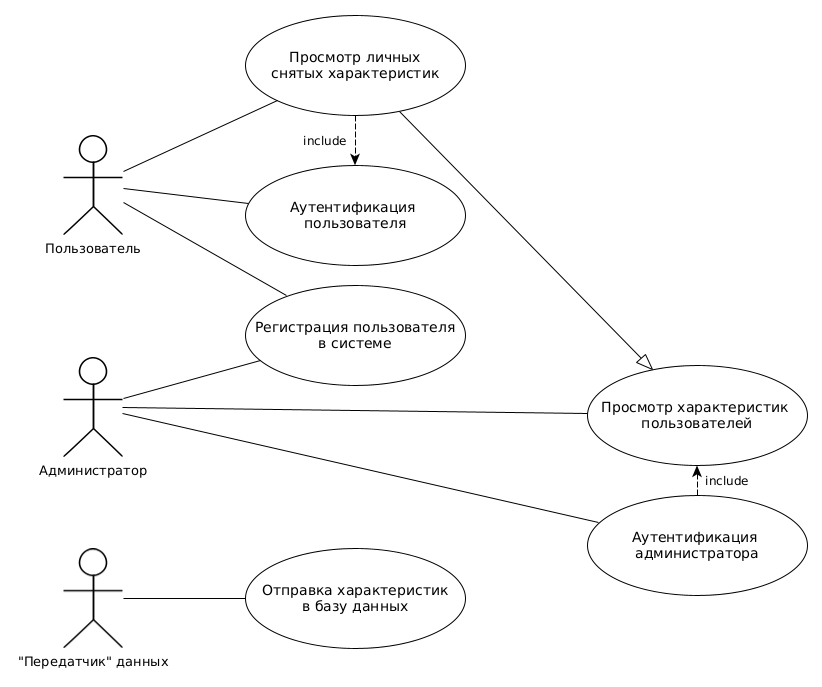 Просмотр личных
снятых характеристик
include
Аутентификация
пользователя
Пользователь
Регистрация пользователя
в системе
Просмотр характеристик
пользователей
Администратор
include
Аутентификация
администратора
Отправка характеристик
в базу данных
"Передатчик" данных